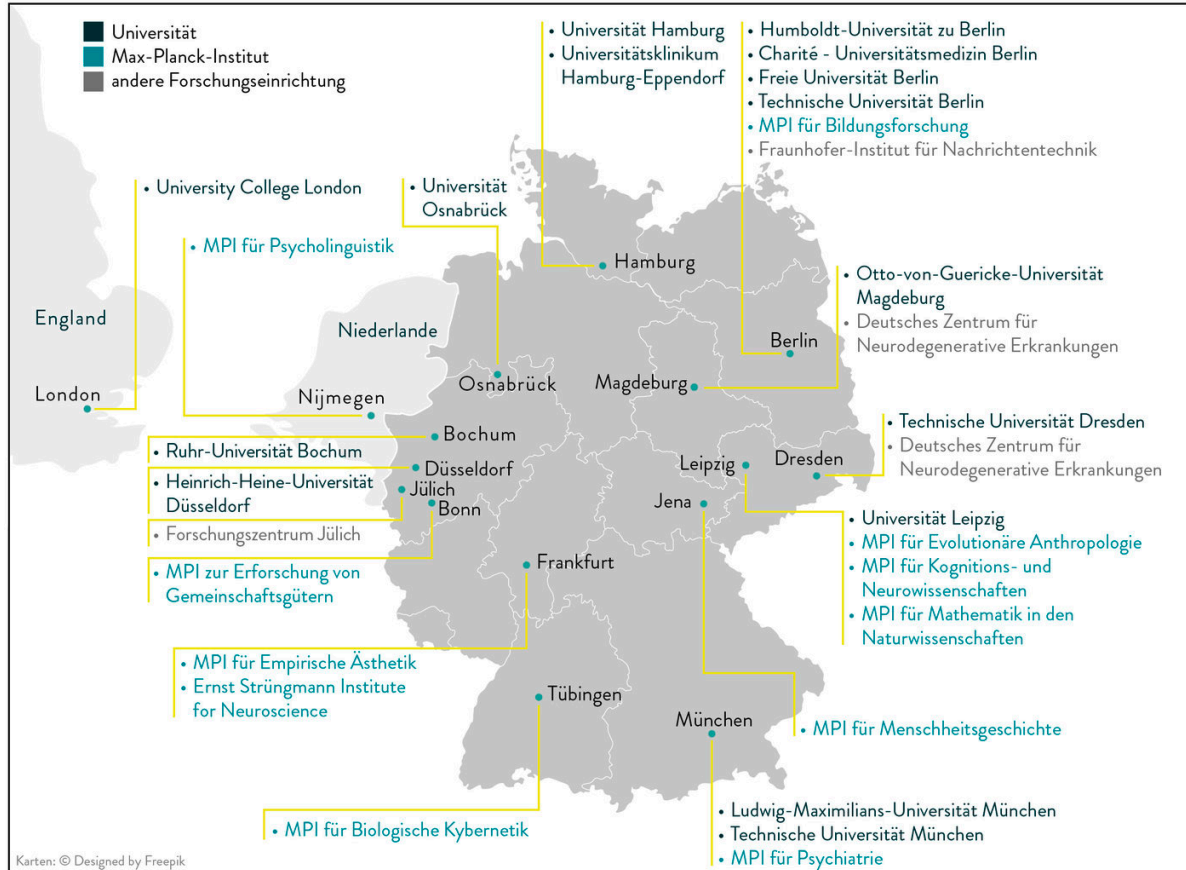 Universität
Max-Planck-Institut
andere Forschungseinrichtung
• Universität Hamburg
• Universitätsklinikum
Hamburg-Eppendorf
• Humboldt-Universität zu Berlin
• Charité - Universitätsmedizin Berlin
• Freie Universität Berlin
• Technische Universität Berlin
• MPI für Bildungsforschung
• Fraunhofer-Institut für Nachrichtentechnik
• University College London
• Universität
Osnabrück
• MPI für Psycholinguistik
Hamburg
• Otto-von-Guericke-Universität
Magdeburg
• Deutsches Zentrum für
Neurodegenerative Erkrankungen
England
Niederlande
Berlin
London
Nijmegen
Osnabrück
Magdeburg
Bochum
• Ruhr-Universität Bochum
Düsseldorf
• Heinrich-Heine-Universität
Düsseldorf
Jülich
Bonn
• Forschungszentrum Jülich
Leipzig
Dresden
• Technische Universität Dresden
• Deutsches Zentrum für
Neurodegenerative Erkrankungen
Jena
• Universität Leipzig
• MPI für Evolutionäre Anthropologie
• MPI für Kognitions- und
Neurowissenschaften
• MPI für Mathematik in den
Naturwissenschaften
• MPI zur Erforschung von
Gemeinschaftsgütern
Frankfurt
• MPI für Empirische Ästhetik
• Ernst Strüngmann Institute
for Neuroscience
Tübingen
München
• MPI für Menschheitsgeschichte
• MPI für Biologische Kybernetik
• Ludwig-Maximilians-Universität München
• Technische Universität München
• MPI für Psychiatrie
Karten: © Designed by Freepik